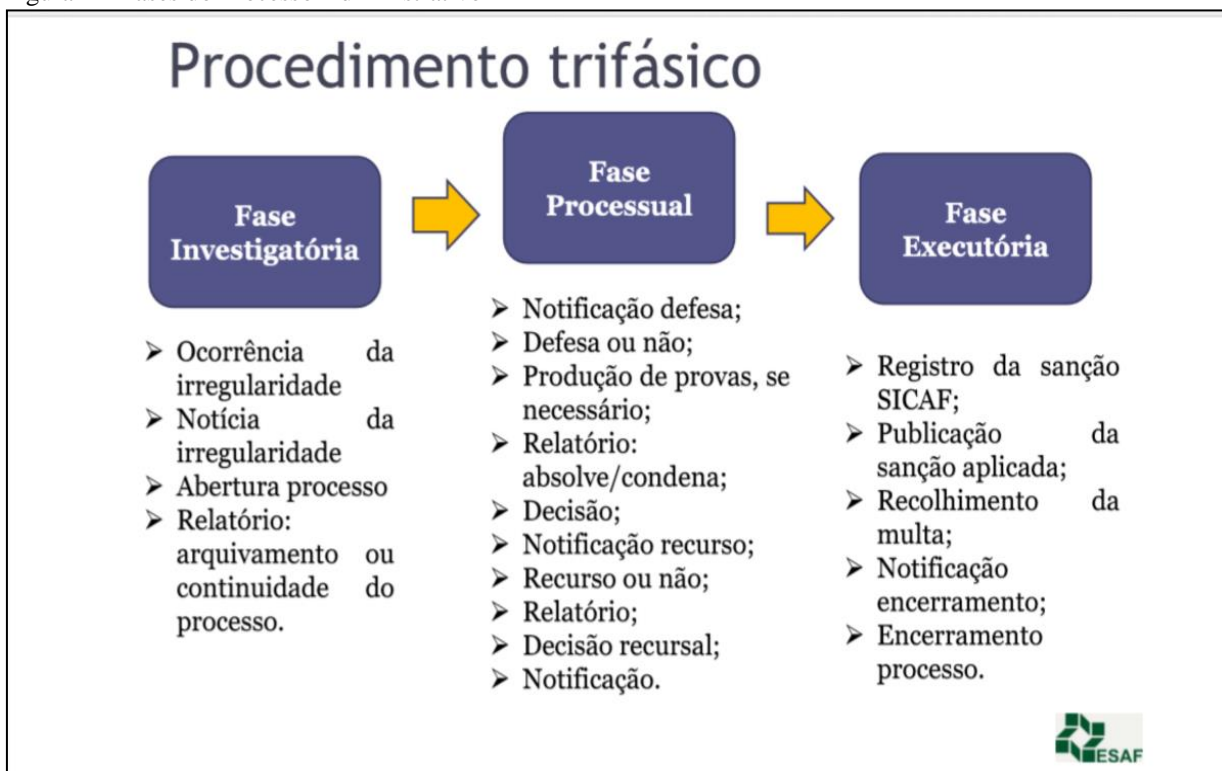 Procedimento trifásico
Fase
Investigatória
➢ Ocorrência da
irregularidade
➢ Notícia da
irregularidade
➢ Abertura processo
➢ Relatório:
arquivamento ou
continuidade do
processo.
Fase
Processual
➢ Notificação defesa;
➢ Defesa ou não;
➢ Produção de provas, se
necessário;
➢ Relatório:
absolve/condena;
➢ Decisão;
➢ Notificação recurso;
➢ Recurso ou não;
➢ Relatório;
➢ Decisão recursal;
➢ Notificação.
Fase
Executória
➢ Registro da sanção
SICAF;
➢ Publicação da
sanção aplicada;
➢ Recolhimento da
multa;
➢ Notificação
encerramento;
➢ Encerramento
processo.
ESAF